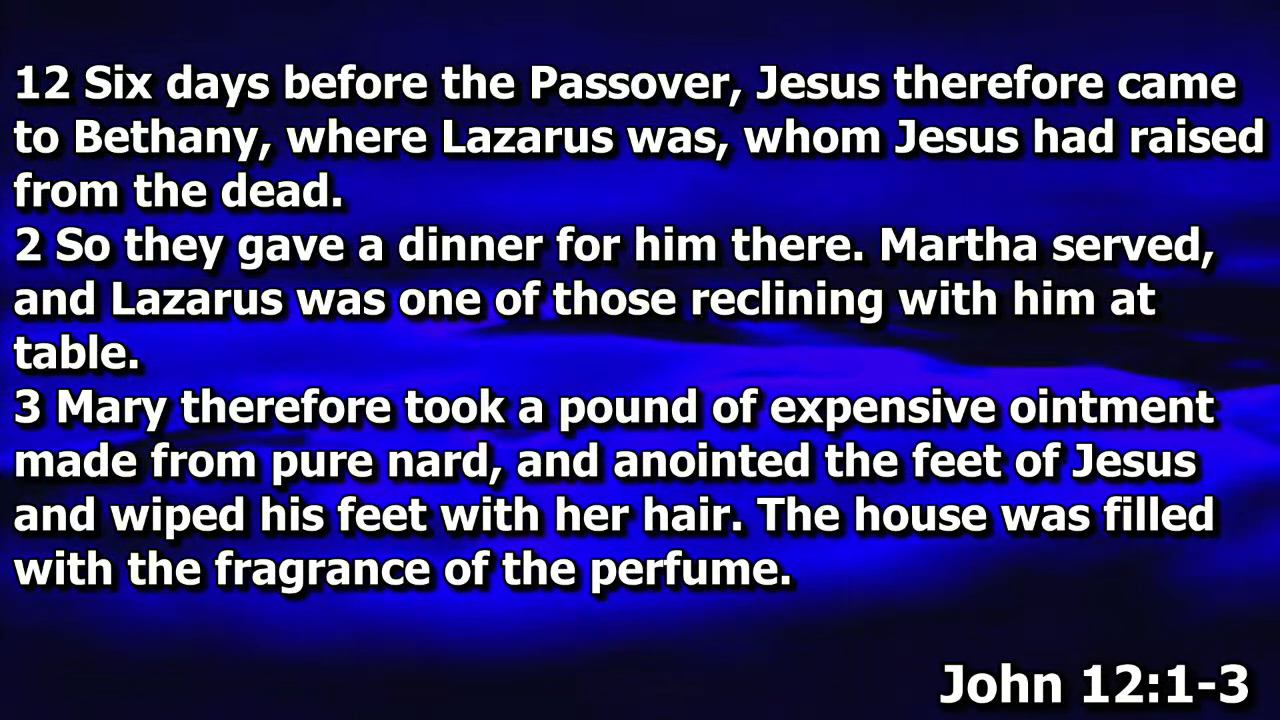 12 Six days before the Passover, Jesus therefore came
to Bethany, where Lazarus was, whom Jesus had raised
from the dead.
2 So they gave a dinner for him there. Martha served,
and Lazarus was one of those reclining with him at
table.
3 Mary therefore took a pound of expensive ointment
made from pure nard, and anointed the feet of Jesus
and wiped his feet with her hair. The house was filled
with the fragrance of the perfume.
John 12:1-3